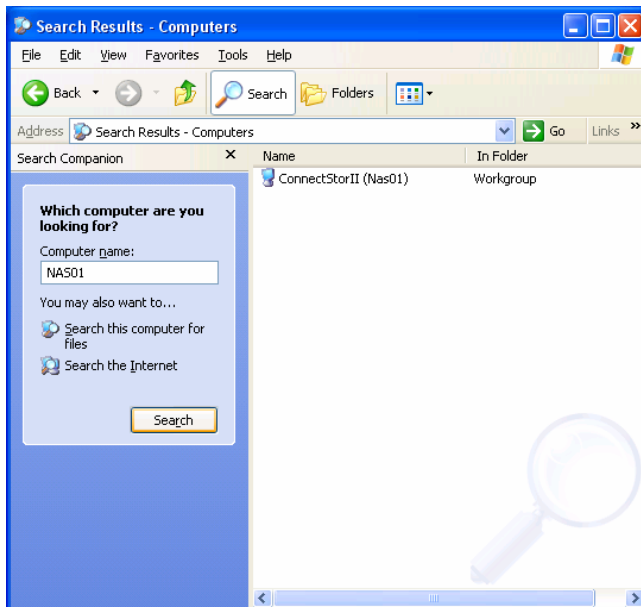 Search Results - Computers
File Edit View Favorites Tools Help
Back Search Folders
Address Search Results - Computers Go Links »
Search Companion
Name In Folder
ConnectStorII (Nas01) Workgroup
Which computer are you
looking for?
Computer name:
NAS01
You may also want to...
Search this computer for
files
Search the Internet
Search